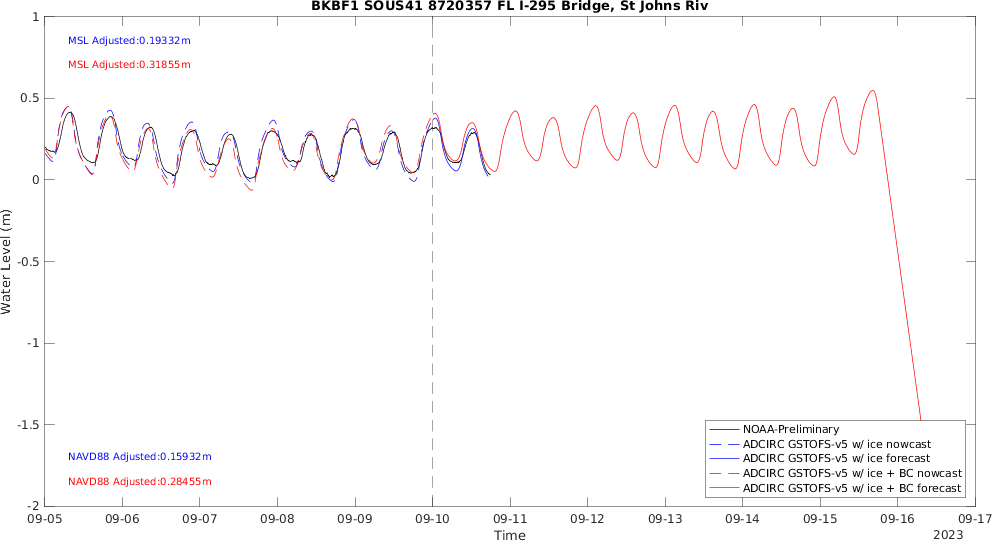 BKBF1 SOUS41 8720357 FL I-295 Bridge, St Johns Riv
1
MSL Adjusted:0.19332m
MSL Adjusted:0.31855m
0.5
0
-0.5
-1
-1.5
-2
Water Level (m)
NAVD88 Adjusted:0.15932m
NAVD88 Adjusted:0.28455m
NOAA-Preliminary
ADCIRC GSTOFS-v5 w/ ice nowcast
ADCIRC GSTOFS-v5 w/ ice forecast
ADCIRC GSTOFS-v5 w/ ice + BC nowcast
ADCIRC GSTOFS-v5 w/ ice + BC forecast
09-05 09-06 09-07 09-08 09-09 09-10 09-11 09-12 09-13 09-14 09-15 09-16 09-17
Time
2023